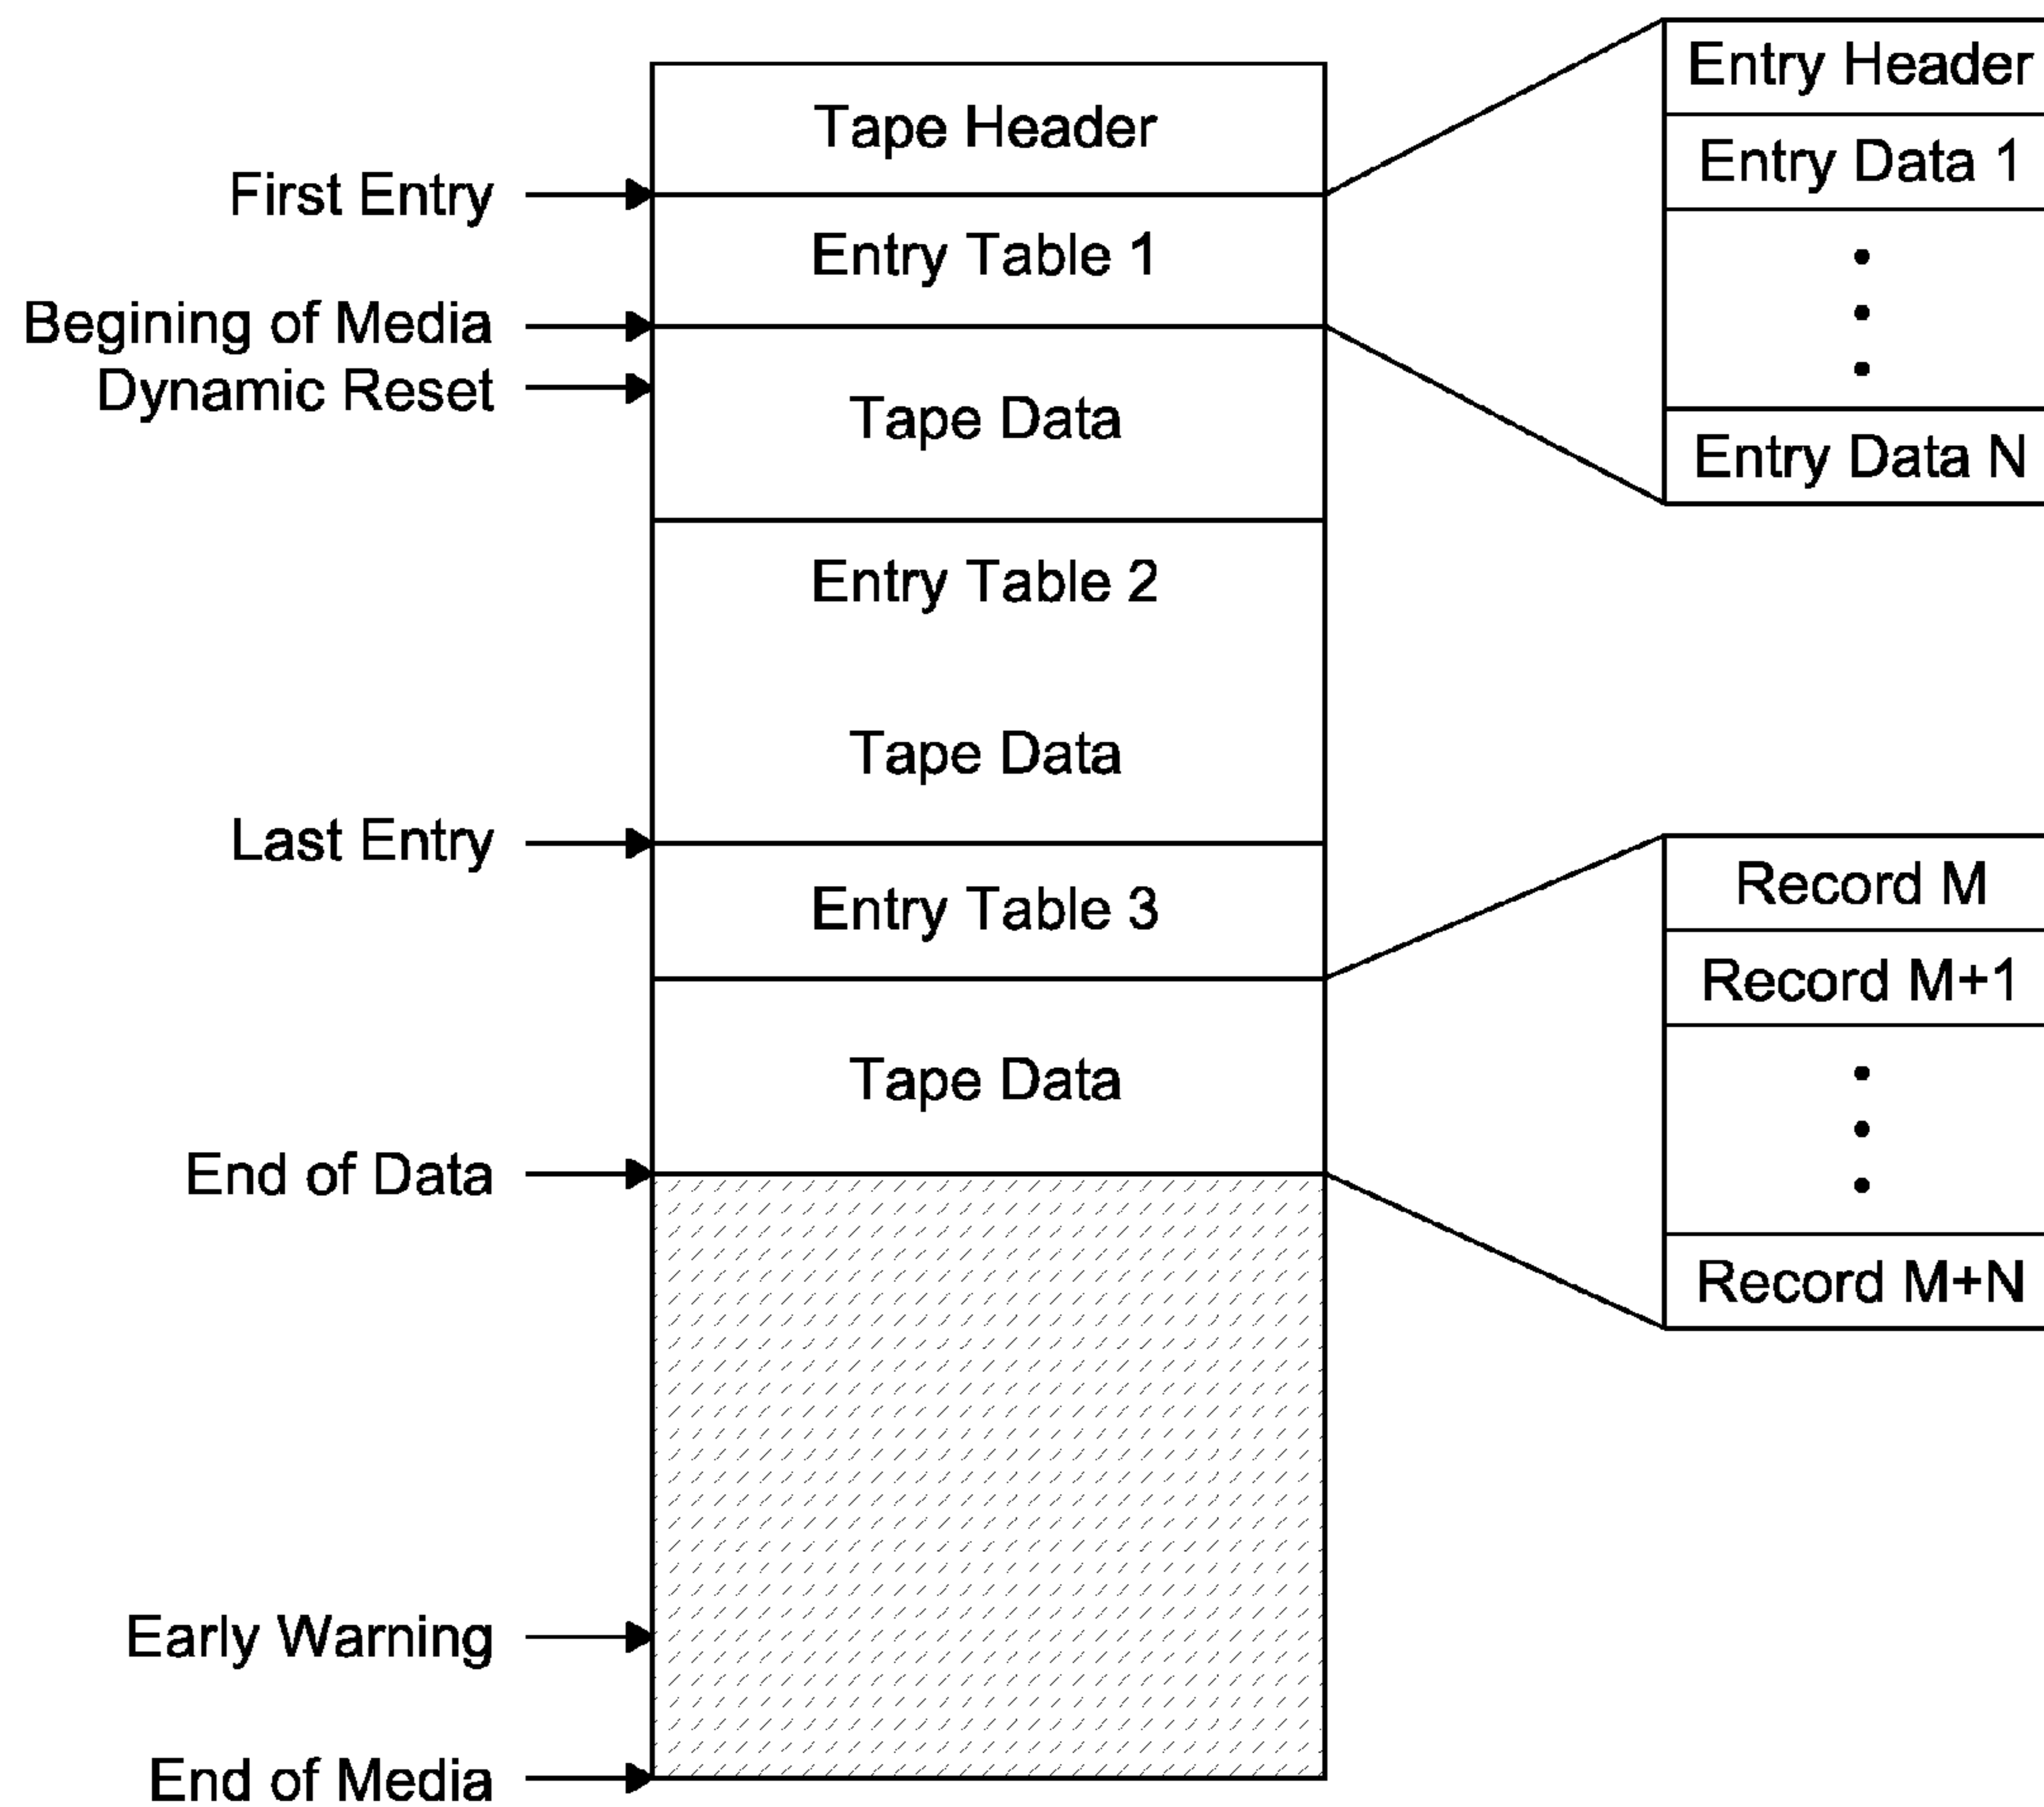 First Entry
Begining of Media
Dynamic Reset
Last Entry
End of Data
Early Warning
End of Media
Tape Header
Entry Table 1
Tape Data
Entry Table 2
Tape Data
Entry Table 3
Tape Data
Entry Header
Entry Data 1
Entry Data N
Record M
Record M+1
Record M+N